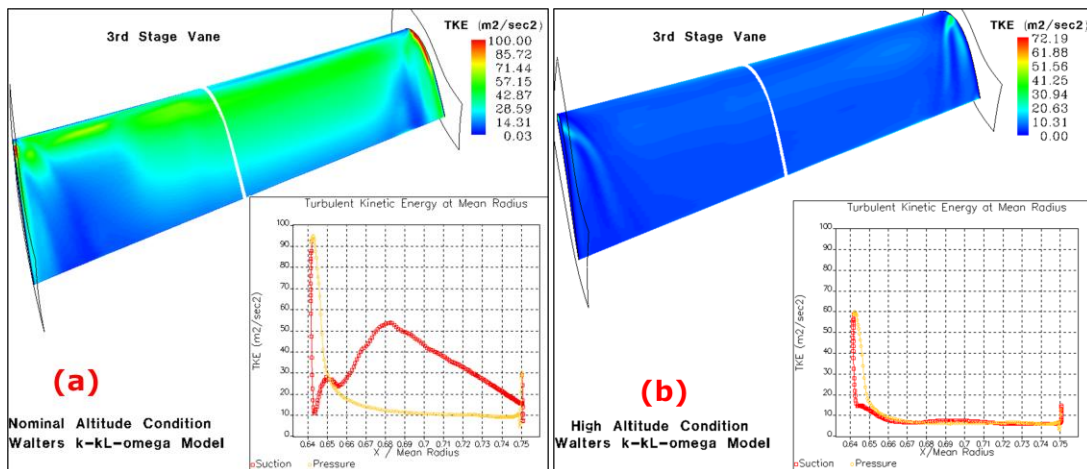 3rd Stage Vane
TKE (m2/sec2)
100.00
85.72
71.44
57.15
42.87
28.59
14.31
0.03
Turbulent Kinetic Energy at Mean Radius
TKE (m2/sec2)
100
90
80
70
60
50
40
30
20
10
0
0.64 0.65 0.66 0.67 0.68 0.69 0.7 0.71 0.72 0.73 0.74 0.75
X / Mean Radius
Suction Pressure
(a)
Nominal Altitude Condition
Walters k-kL-omega Model
3rd Stage Vane
TKE (m2/sec2)
72.19
61.88
51.56
41.25
30.94
20.63
10.31
0.00
Turbulent Kinetic Energy at Mean Radius
TKE (m2/sec2)
100
90
80
70
60
50
40
30
20
10
0
0.64 0.65 0.66 0.67 0.68 0.69 0.7 0.71 0.72 0.73 0.74 0.75
X / Mean Radius
Suction Pressure
(b)
High Altitude Condition
Walters k-kL-omega Model